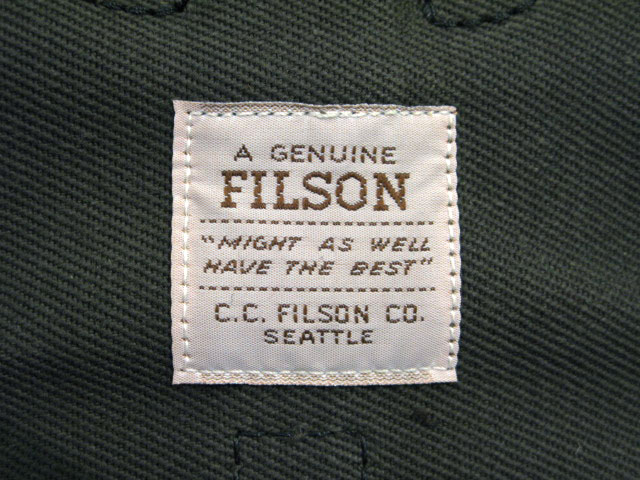 A GENUINE
FILSON
"MIGHT AS WELL
HAVE THE BEST"
C.C. FILSON CO.
SEATTLE